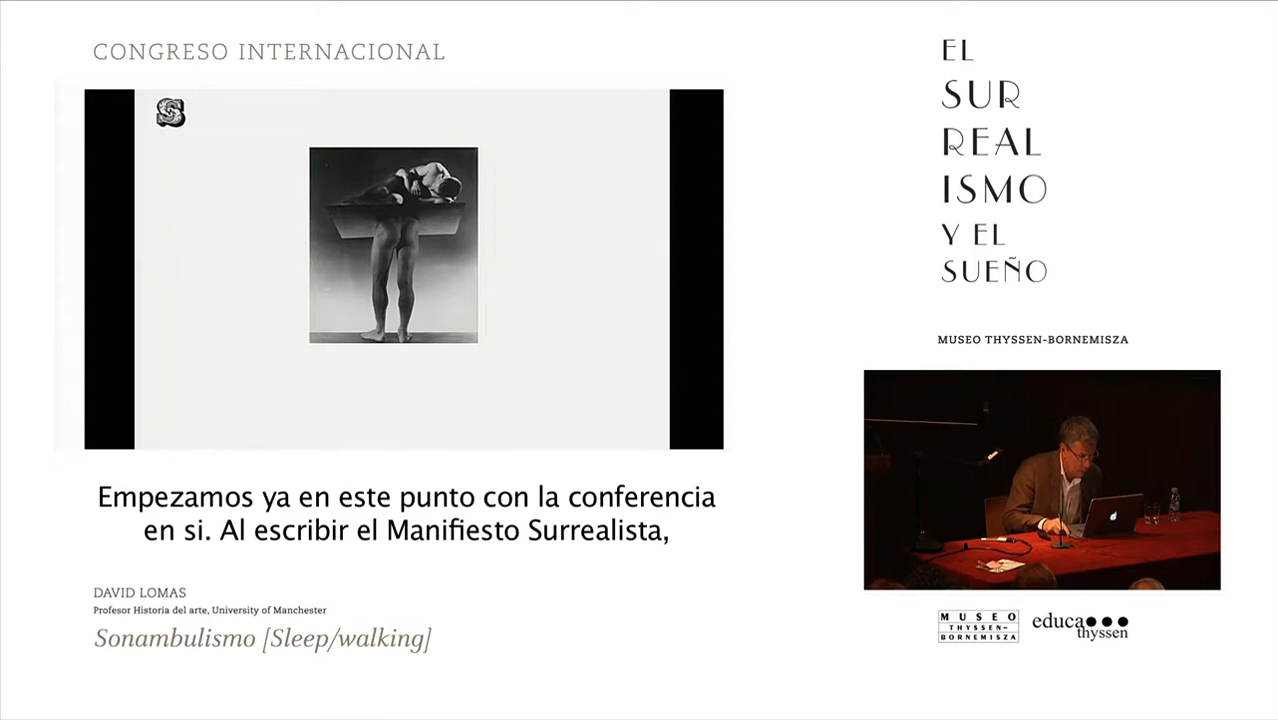 CONGRESO INTERNACIONAL
S
Empezamos ya en este punto con la conferencia
en si. Al escribir el Manifiesto Surrealista,
DAVID LOMAS
Profesor Historia del arte, University of Manchester
Sonambulismo [Sleep/walking]
EL
SUR
REAL
ISMO
Y EL
SUEÑO
MUSEO THYSSEN-BORNEMISZA
MUSEO
THYSSEN-
BORNEMISZA
educa
thyssen